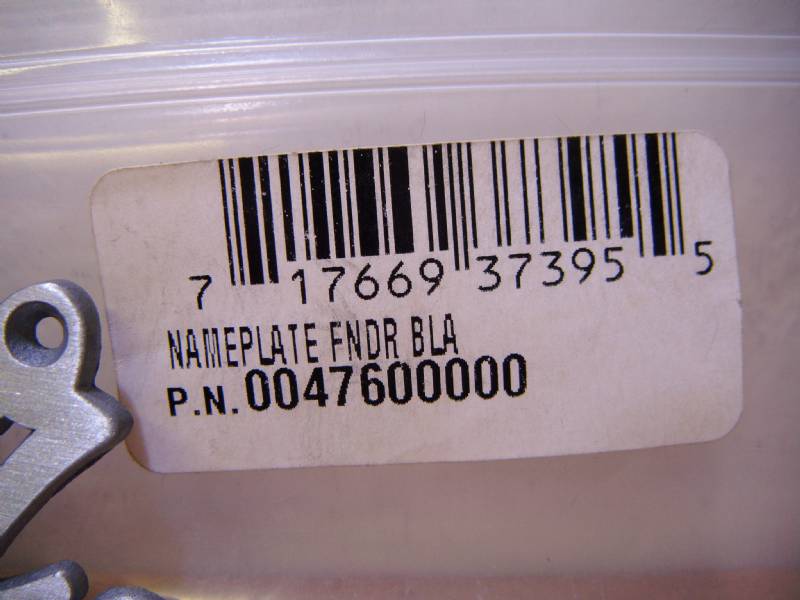 7 17669 37395 5
NAMEPLATE FNDR BLA
P.N. 0047600000